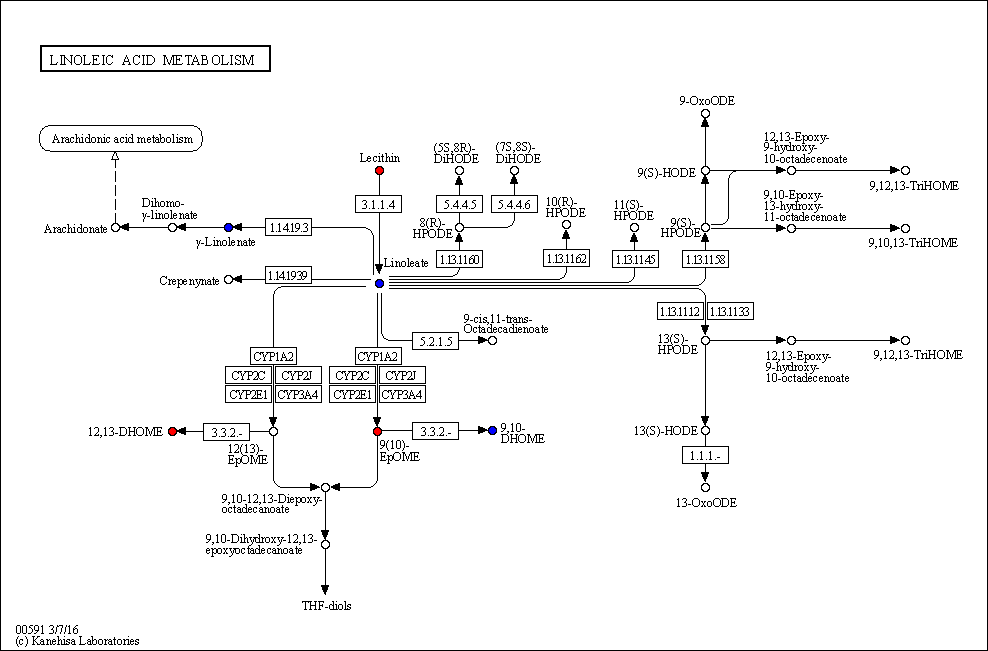 LINOLEIC ACID METABOLISM
9-OxoODE
Arachidonic acid metabolism
Lecithin
(5S,8R)-
DiHODE
(7S,8S)-
DiHODE
12,13-Epoxy-
9-hydroxy-
10-octadecenoate
9(S)-HODE
9,12,13-TriHOME
Dihomo-
γ-linolenate
3.1.1.4
5.4.4.5
5.4.4.6
10(R)-
HPODE
11(S)-
HPODE
9,10-Epoxy-
13-hydroxy-
11-octadecenoate
Arachidonate
γ-Linolenate
1.14.19.3
8(R)-
HPODE
9(S)-
HPODE
9,10,13-TriHOME
Linoleate
1.13.11.60
1.13.11.62
1.13.11.45
1.13.11.58
Crepenynate
1.14.19.39
1.13.11.12
1.13.11.33
9-cis,11-trans-
Octadecadienoate
5.2.1.5
13(S)-
HPODE
12,13-Epoxy-
9-hydroxy-
10-octadecenoate
9,12,13-TriHOME
CYP1A2
CYP1A2
CYP2C
CYP2J
CYP2C
CYP2J
CYP2E1
CYP3A4
CYP2E1
CYP3A4
12,13-DHOME
3.3.2.-
12(13)-
EpOME
9(10)-
EpOME
3.3.2.-
9,10-
DHOME
13(S)-HODE
1.1.1.-
13-OxoODE
9,10-12,13-Diepoxy-
octadecanoate
9,10-Dihydroxy-12,13-
epoxyoctadecanoate
THF-diols
00591 3/7/16
(c) Kanehisa Laboratories